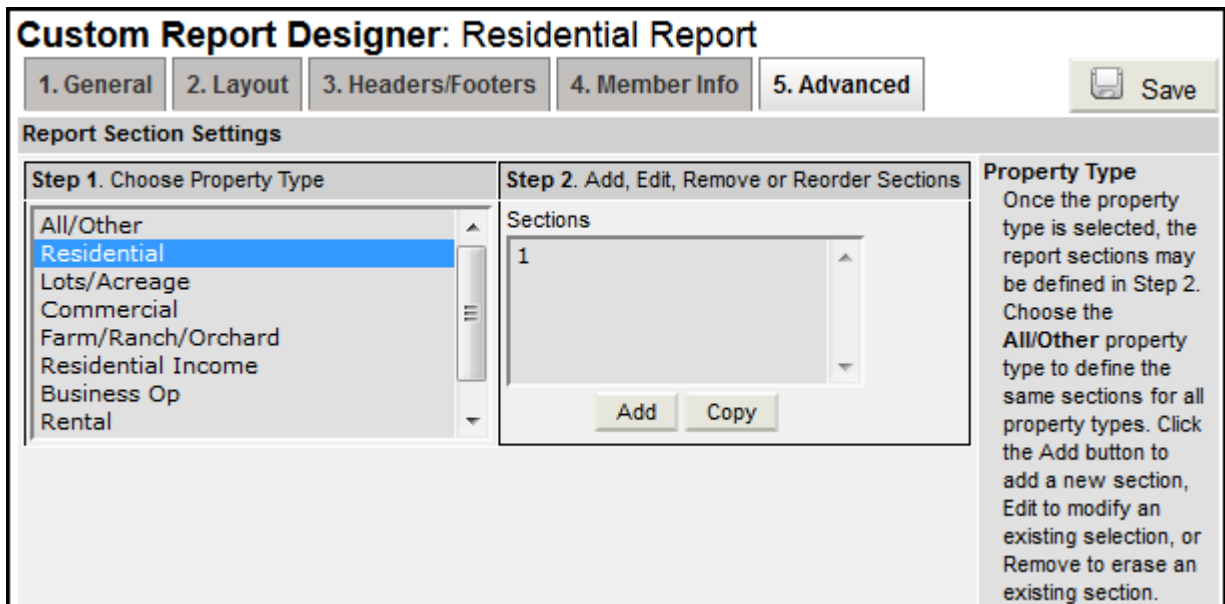 Custom Report Designer: Residential Report
1. General 2. Layout 3. Headers/Footers 4. Member Info 5. Advanced Save
Report Section Settings
Step 1. Choose Property Type
All/Other
Residential
Lots/Acreage
Commercial
Farm/Ranch/Orchard
Residential Income
Business Op
Rental
Step 2. Add, Edit, Remove or Reorder Sections
Sections
1
Add Copy
Property Type
Once the property
type is selected, the
report sections may
be defined in Step 2.
Choose the
All/Other property
type to define the
same sections for all
property types. Click
the Add button to
add a new section,
Edit to modify an
existing selection, or
Remove to erase an
existing section.